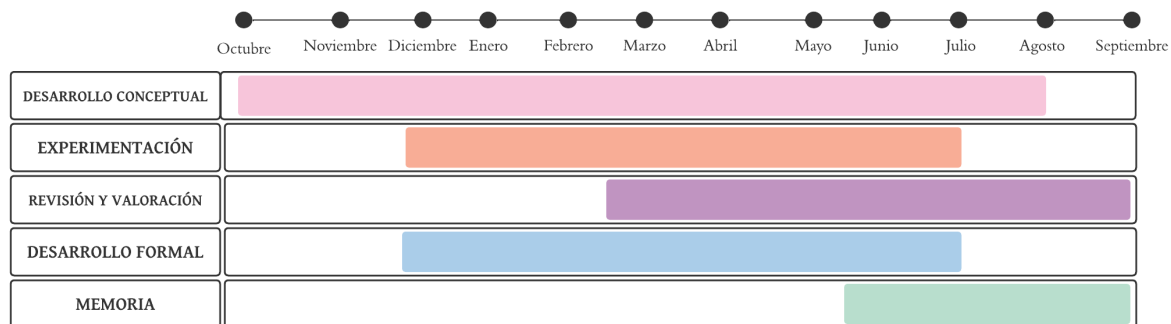 Octubre Noviembre Diciembre Enero Febrero Marzo Abril Mayo Junio Julio Agosto Septiembre
DESARROLLO CONCEPTUAL
EXPERIMENTACIÓN
REVISIÓN Y VALORACIÓN
DESARROLLO FORMAL
MEMORIA